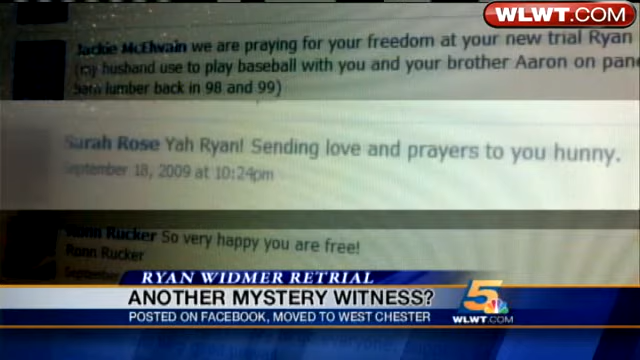 WLWT.COM
Jackie McElwain we are praying for your freedom at your new trial Ryan
(my husband use to play baseball with you and your brother Aaron on
barn lumber back in 98 and 99)
Sarah Rose Yah Ryan! Sending love and prayers to you hunny.
September 18, 2009 at 10:24pm
Ronn Rucker So very happy you are free!
Ronn Rucker
September
RYAN WIDMER RETRIAL
ANOTHER MYSTERY WITNESS?
POSTED ON FACEBOOK, MOVED TO WEST CHESTER
5
WLWT.COM